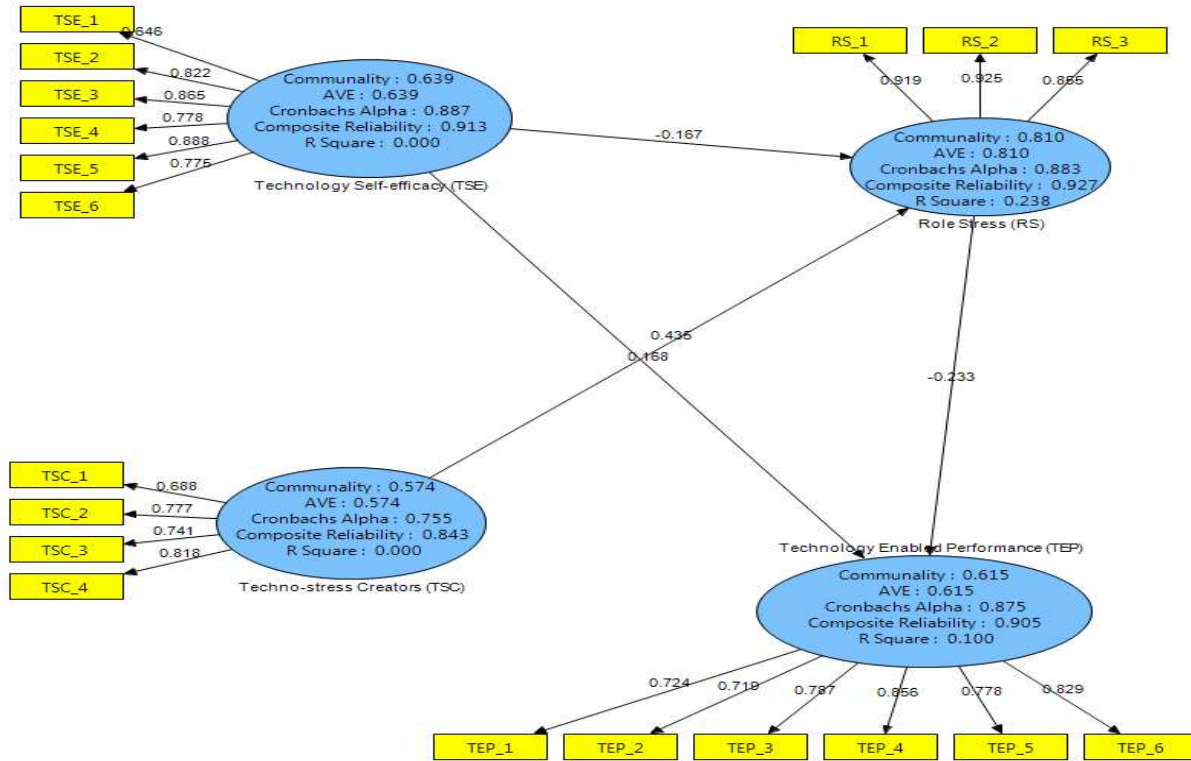 TSE_1
TSE_2
TSE_3
TSE_4
TSE_5
TSE_6
0.646
0.822
0.865
0.778
0.888
0.775
Communality : 0.639
AVE : 0.639
Cronbachs Alpha : 0.887
Composite Reliability : 0.913
R Square : 0.000
Technology Self-efficacy (TSE)
-0.167
RS_1
RS_2
RS_3
0.919
0.925
0.855
Communality : 0.810
AVE : 0.810
Cronbachs Alpha : 0.883
Composite Reliability : 0.927
R Square : 0.238
Role Stress (RS)
0.435
0.168
-0.233
TSC_1
TSC_2
TSC_3
TSC_4
0.688
0.777
0.741
0.818
Communality : 0.574
AVE : 0.574
Cronbachs Alpha : 0.755
Composite Reliability : 0.843
R Square : 0.000
Techno-stress Creators (TSC)
Technology Enabled Performance (TEP)
Communality : 0.615
AVE : 0.615
Cronbachs Alpha : 0.875
Composite Reliability : 0.905
R Square : 0.100
0.724
0.719
0.787
0.856
0.778
0.829
TEP_1
TEP_2
TEP_3
TEP_4
TEP_5
TEP_6